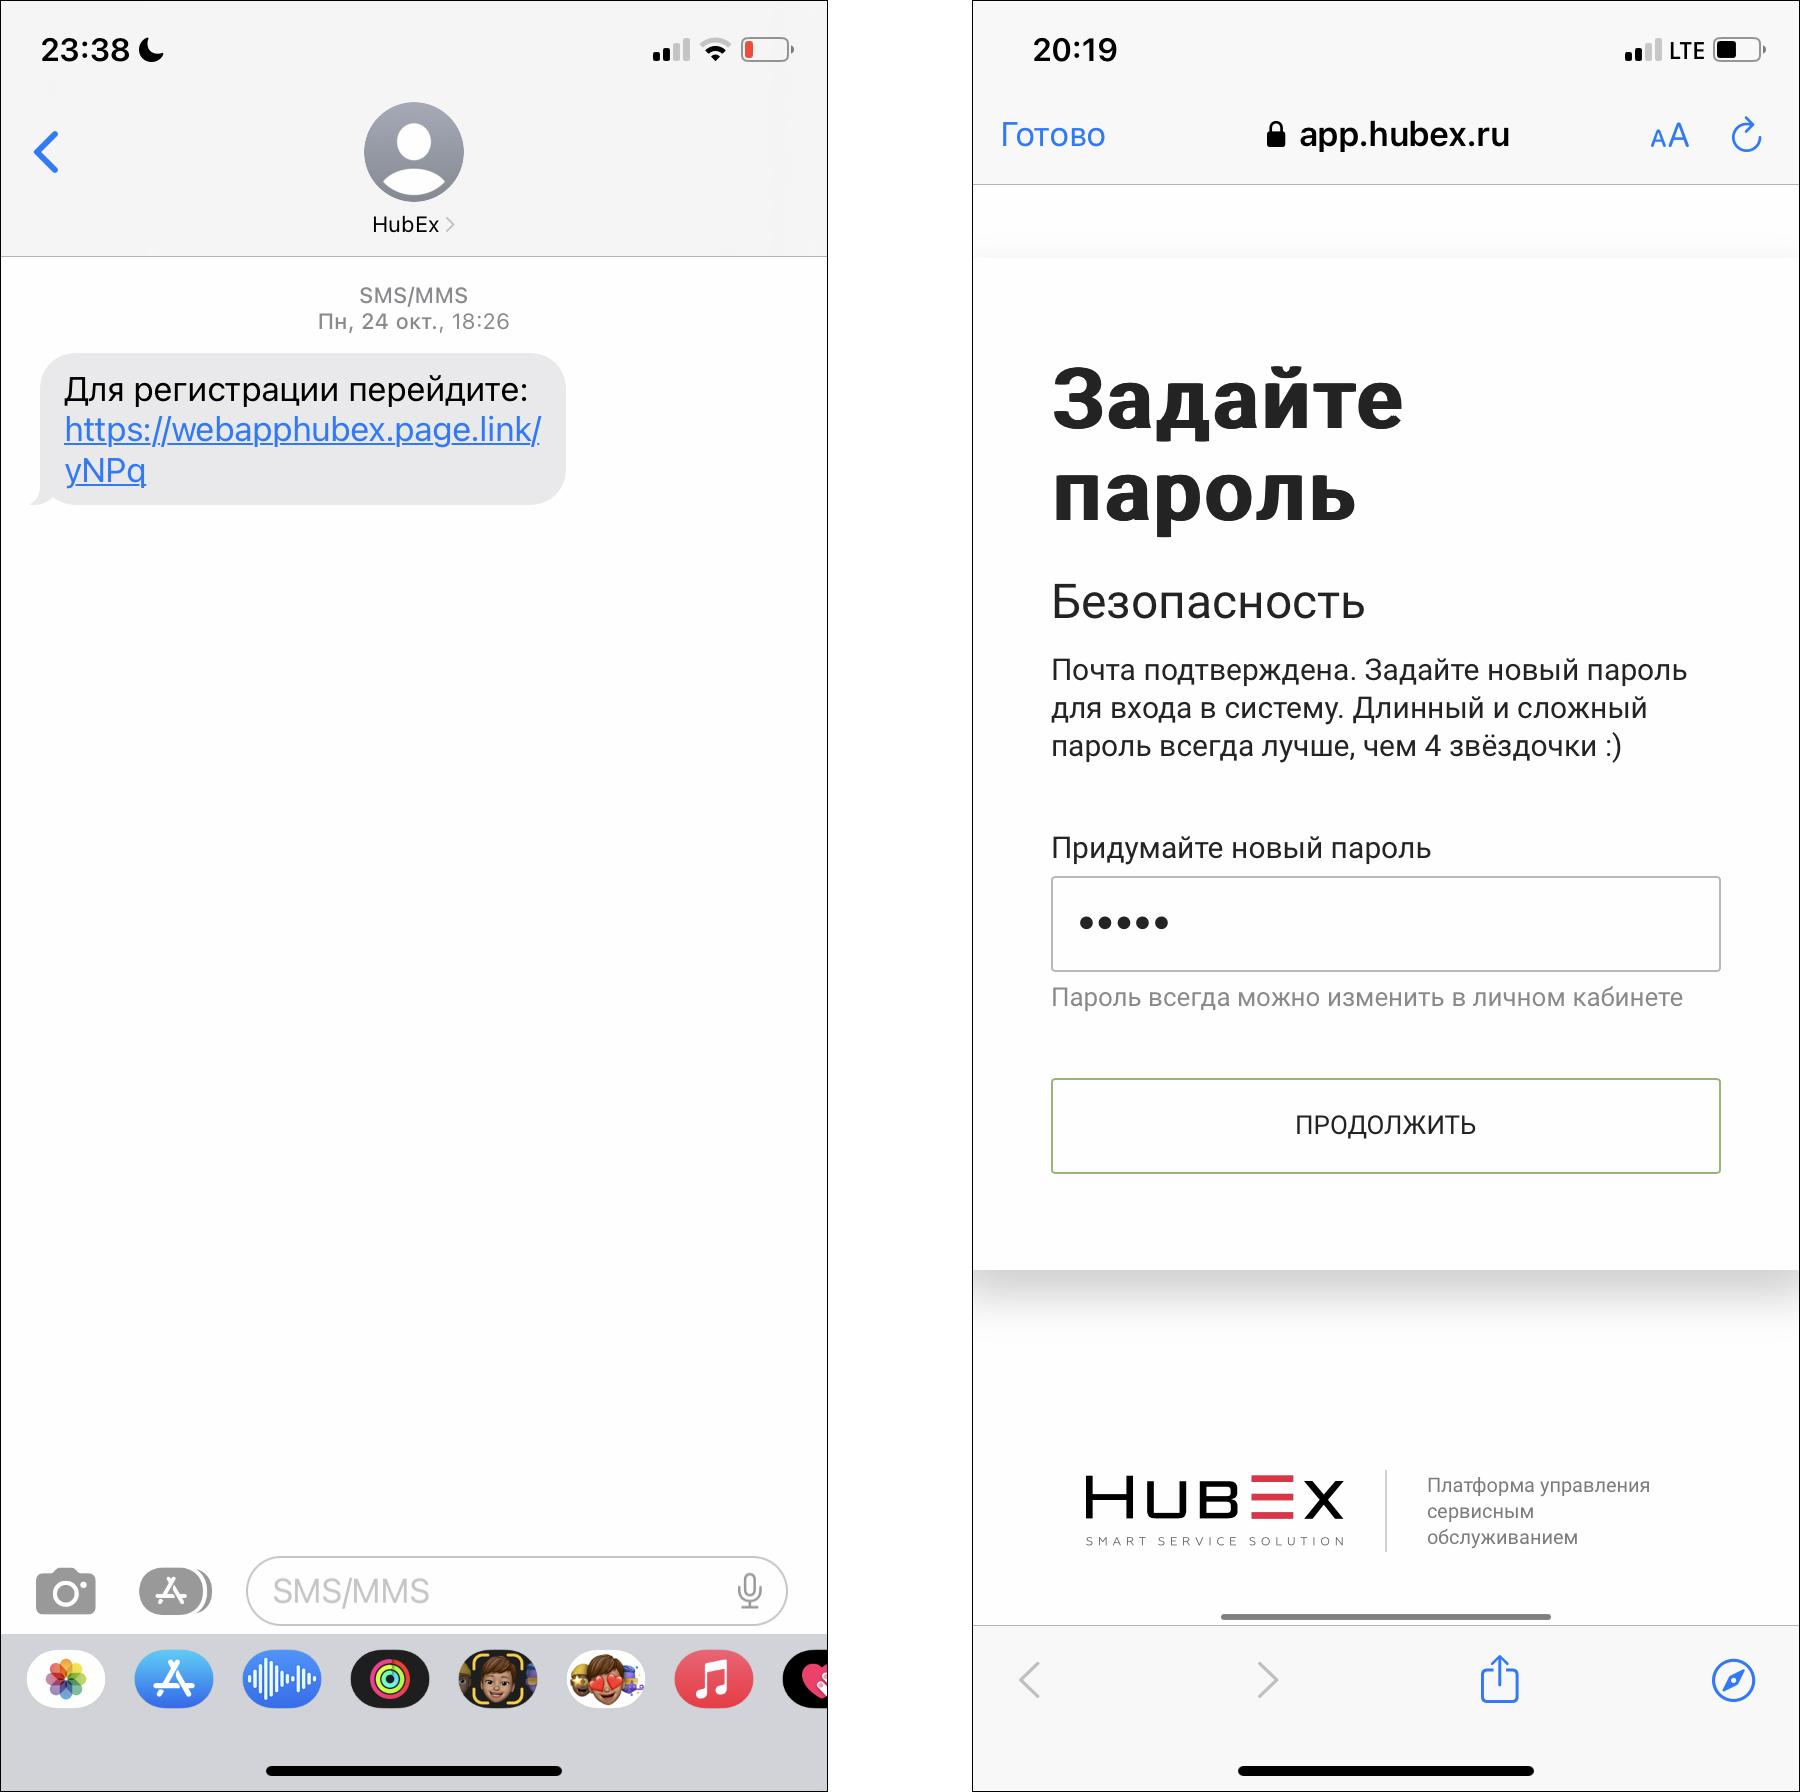 23:38
HubEx
SMS/MMS
Пн, 24 окт., 18:26
Для регистрации перейдите:
https://webapphubex.page.link/
yNPq
SMS/MMS
20:19
LTE
Готово
app.hubex.ru
AA
Задайте
пароль
Безопасность
Почта подтверждена. Задайте новый пароль
для входа в систему. Длинный и сложный
пароль всегда лучше, чем 4 звёздочки :)
Придумайте новый пароль
•••••
Пароль всегда можно изменить в личном кабинете
ПРОДОЛЖИТЬ
HUBEX
SMART SERVICE SOLUTION
Платформа управления
сервисным
обслуживанием